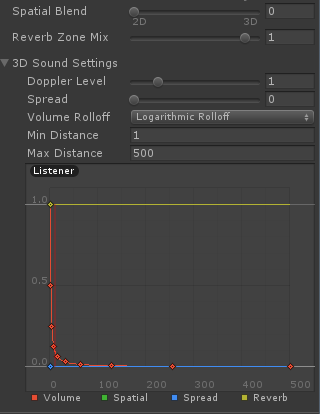 Spatial Blend 0
2D 3D
Reverb Zone Mix 1
3D Sound Settings
Doppler Level 1
Spread 0
Volume Rolloff Logarithmic Rolloff
Min Distance 1
Max Distance 500
Listener
1.0
0.5
0.0
0 100 200 300 400 500
Volume Spatial Spread Reverb